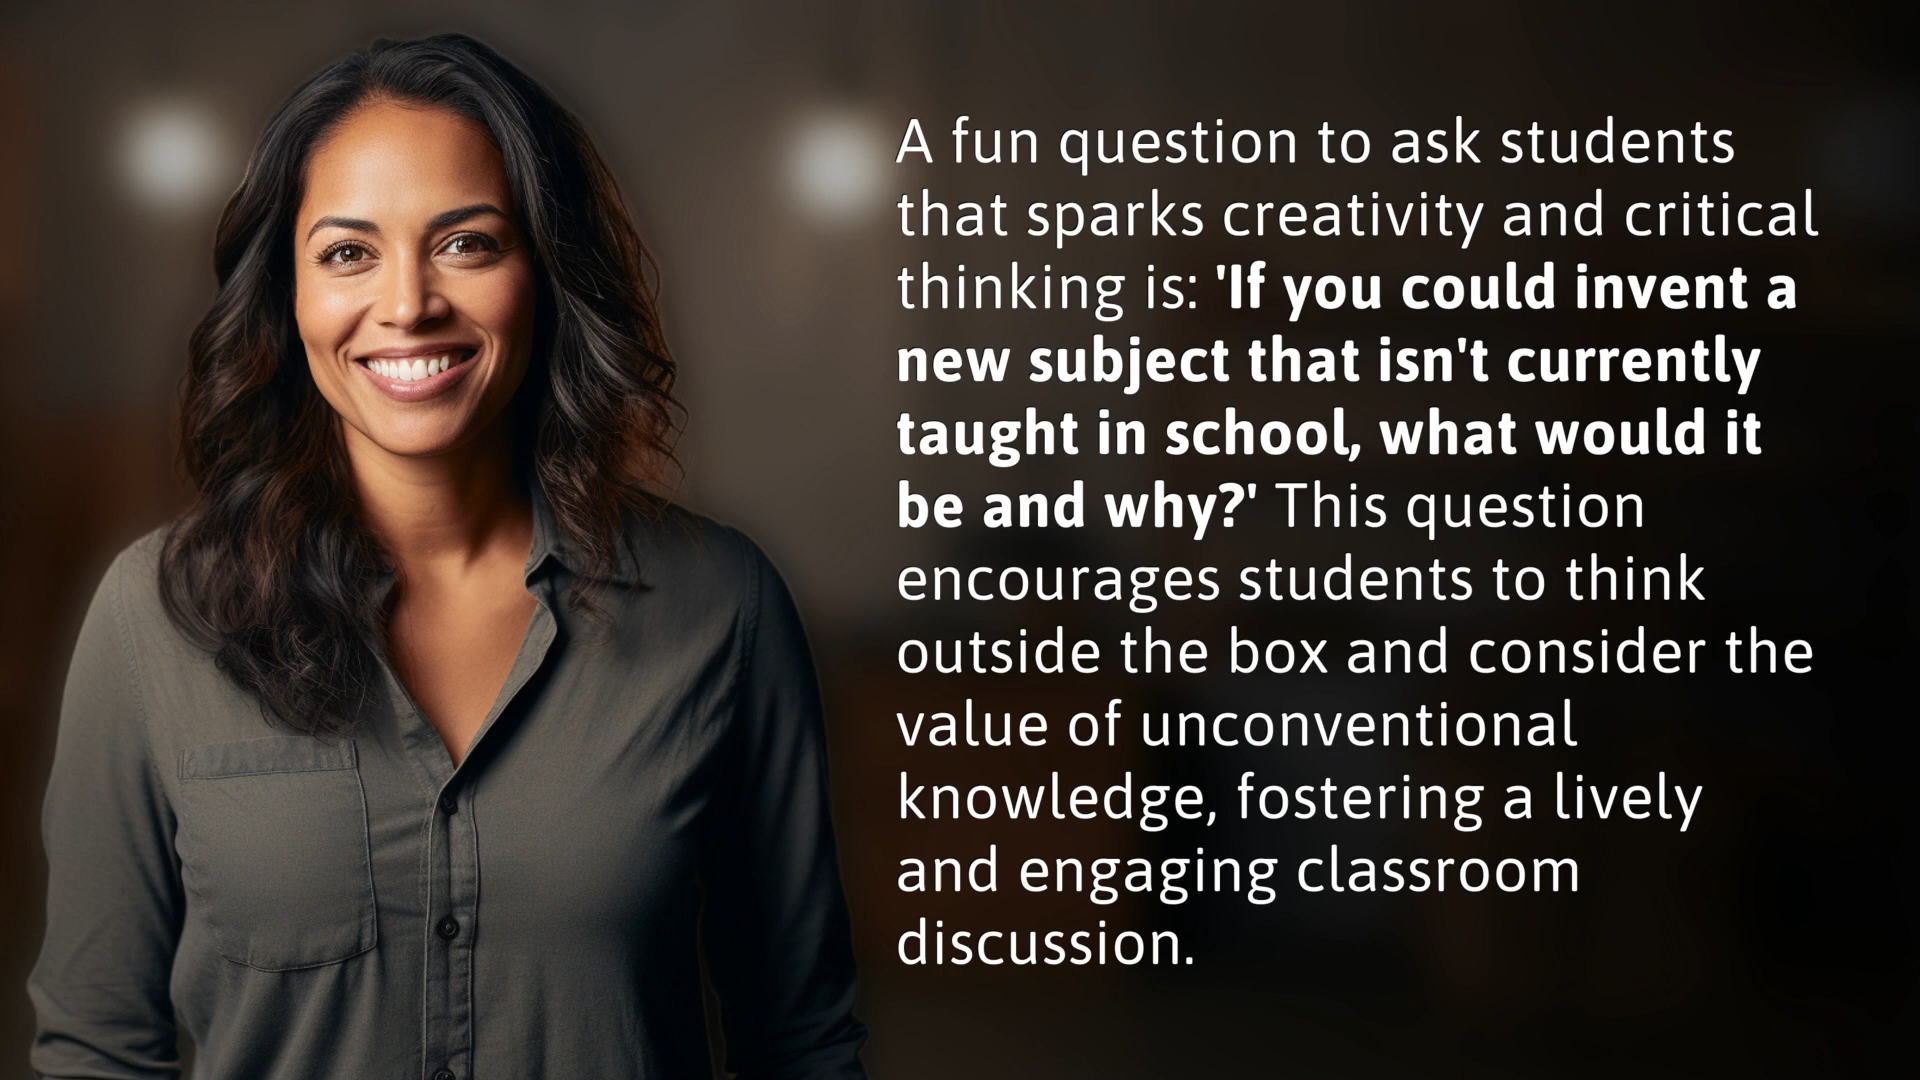 A fun question to ask students
that sparks creativity and critical
thinking is: 'If you could invent a
new subject that isn't currently
taught in school, what would it
be and why?' This question
encourages students to think
outside the box and consider the
value of unconventional
knowledge, fostering a lively
and engaging classroom
discussion.